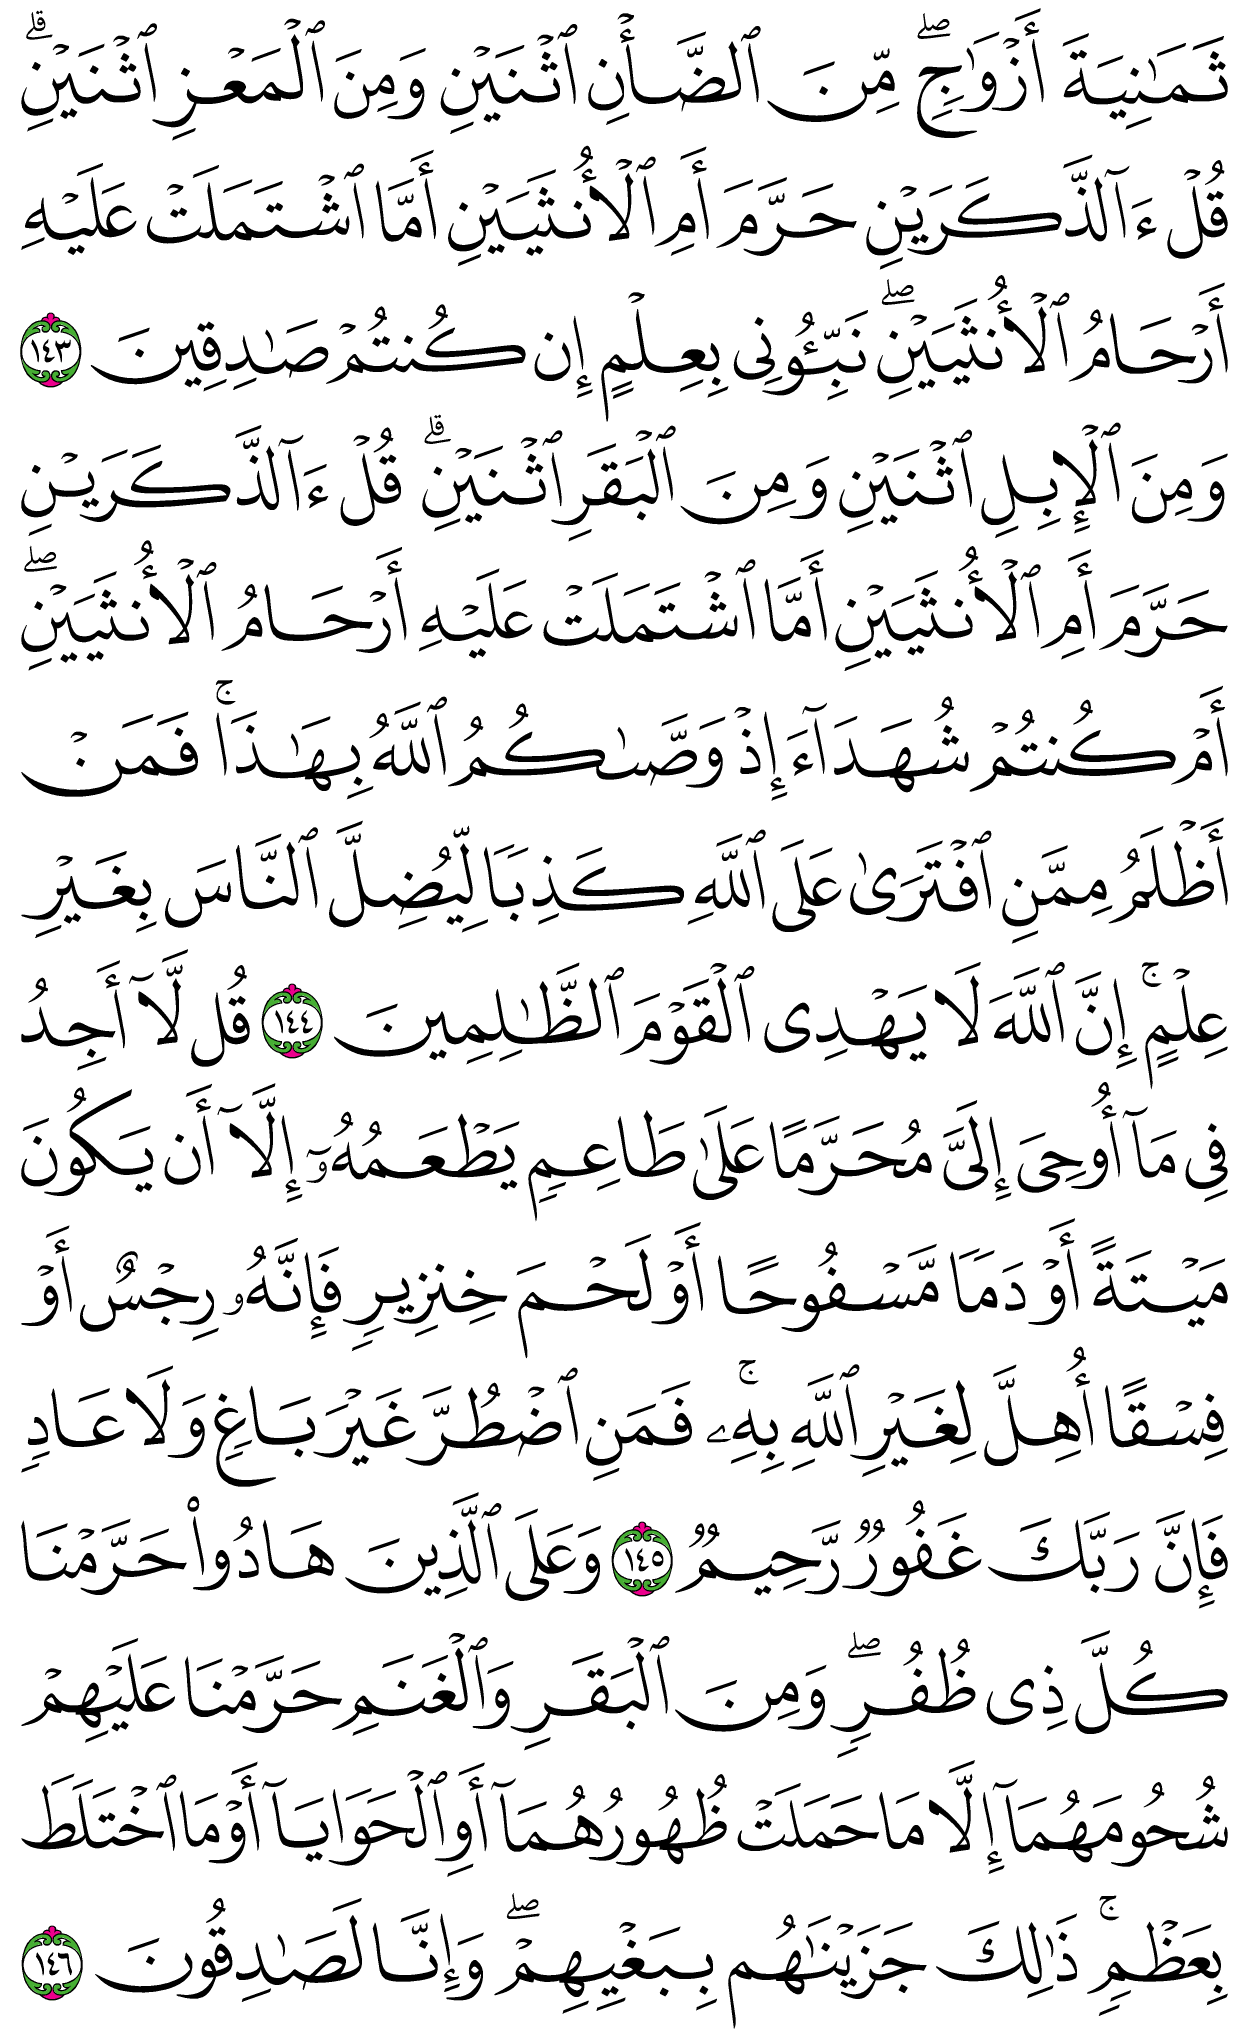 ثَمَٰنِيَةَ أَزۡوَٰجٖۖ مِّنَ ٱلضَّأۡنِ ٱثۡنَيۡنِ وَمِنَ ٱلۡمَعۡزِ ٱثۡنَيۡنِۗ
قُلۡ ءَآلذَّكَرَيۡنِ حَرَّمَ أَمِ ٱلۡأُنثَيَيۡنِ أَمَّا ٱشۡتَمَلَتۡ عَلَيۡهِ
أَرۡحَامُ ٱلۡأُنثَيَيۡنِۖ نَبِّـُٔونِي بِعِلۡمٍ إِن كُنتُمۡ صَٰدِقِينَ ١٤٣
وَمِنَ ٱلۡإِبِلِ ٱثۡنَيۡنِ وَمِنَ ٱلۡبَقَرِ ٱثۡنَيۡنِۗ قُلۡ ءَآلذَّكَرَيۡنِ
حَرَّمَ أَمِ ٱلۡأُنثَيَيۡنِ أَمَّا ٱشۡتَمَلَتۡ عَلَيۡهِ أَرۡحَامُ ٱلۡأُنثَيَيۡنِۖ
أَمۡ كُنتُمۡ شُهَدَآءَ إِذۡ وَصَّىٰكُمُ ٱللَّهُ بِهَٰذَاۚ فَمَنۡ
أَظۡلَمُ مِمَّنِ ٱفۡتَرَىٰ عَلَى ٱللَّهِ كَذِبٗا لِّيُضِلَّ ٱلنَّاسَ بِغَيۡرِ
عِلۡمٍۚ إِنَّ ٱللَّهَ لَا يَهۡدِي ٱلۡقَوۡمَ ٱلظَّٰلِمِينَ ١٤٤ قُل لَّآ أَجِدُ
فِي مَآ أُوحِيَ إِلَيَّ مُحَرَّمًا عَلَىٰ طَاعِمٖ يَطۡعَمُهُۥٓ إِلَّآ أَن يَكُونَ
مَيۡتَةً أَوۡ دَمٗا مَّسۡفُوحًا أَوۡ لَحۡمَ خِنزِيرٖ فَإِنَّهُۥ رِجۡسٌ أَوۡ
فِسۡقًا أُهِلَّ لِغَيۡرِ ٱللَّهِ بِهِۦۚ فَمَنِ ٱضۡطُرَّ غَيۡرَ بَاغٖ وَلَا عَادٖ
فَإِنَّ رَبَّكَ غَفُورٞ رَّحِيمٞ ١٤٥ وَعَلَى ٱلَّذِينَ هَادُواْ حَرَّمۡنَا
كُلَّ ذِي ظُفُرٖۖ وَمِنَ ٱلۡبَقَرِ وَٱلۡغَنَمِ حَرَّمۡنَا عَلَيۡهِمۡ
شُحُومَهُمَآ إِلَّا مَا حَمَلَتۡ ظُهُورُهُمَآ أَوِ ٱلۡحَوَايَآ أَوۡ مَا ٱخۡتَلَطَ
بِعَظۡمٖۚ ذَٰلِكَ جَزَيۡنَٰهُم بِبَغۡيِهِمۡۖ وَإِنَّا لَصَٰدِقُونَ ١٤٦